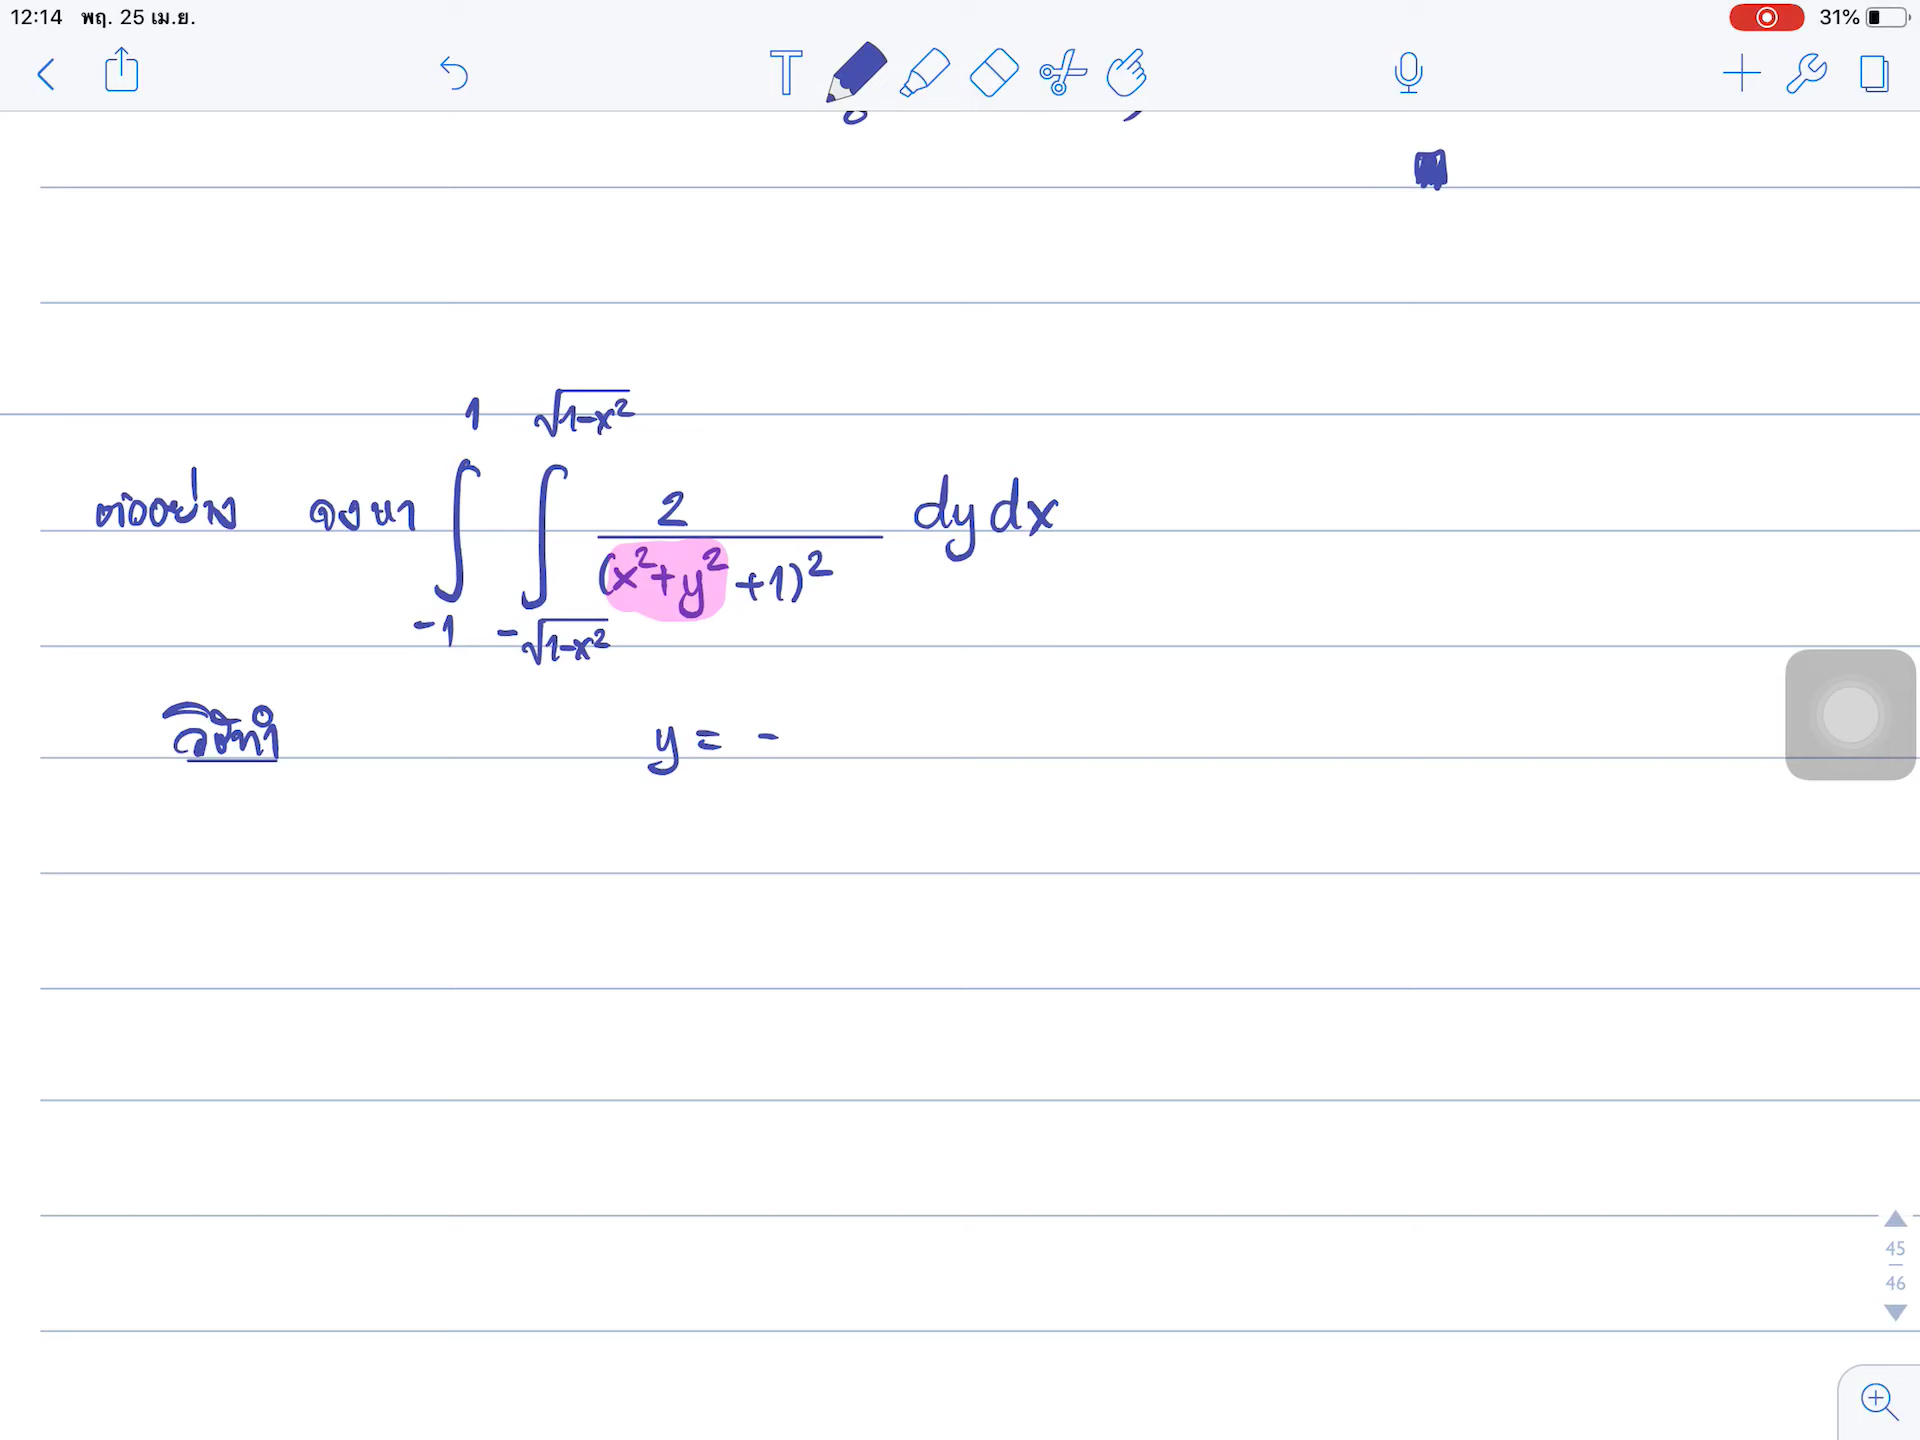 12:14 พฤ. 25 เม.ย. 31%
T
1 √1-x²
ตัวอย่าง จงหา ∫ ∫ 2 / (x²+y²+1)² dy dx
-1 -√1-x²
วิธีทำ y = -
45
46